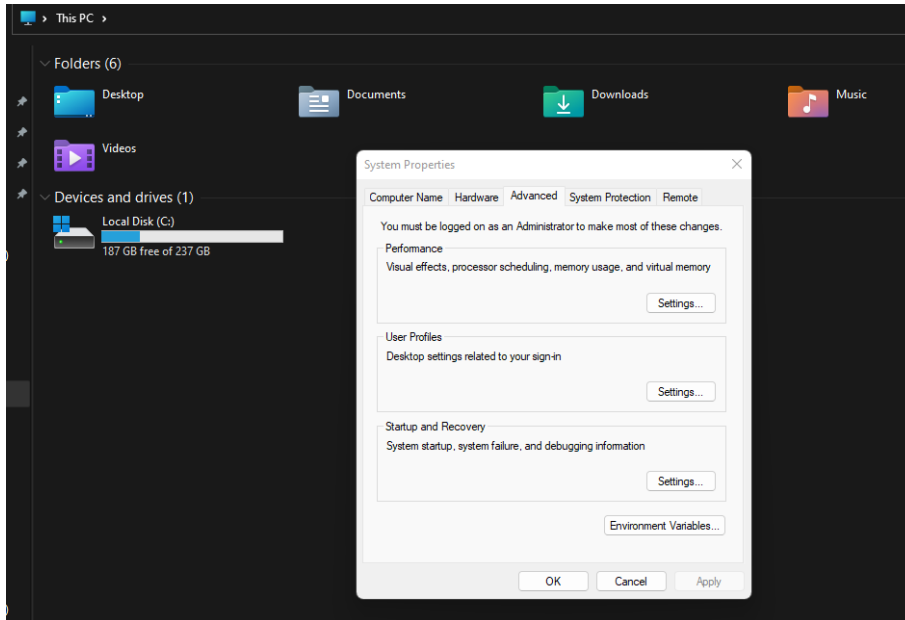 This PC
Folders (6)
Desktop
Documents
Downloads
Music
Videos
Devices and drives (1)
Local Disk (C:)
187 GB free of 237 GB
System Properties
Computer Name
Hardware
Advanced
System Protection
Remote
You must be logged on as an Administrator to make most of these changes.
Performance
Visual effects, processor scheduling, memory usage, and virtual memory
Settings...
User Profiles
Desktop settings related to your sign-in
Settings...
Startup and Recovery
System startup, system failure, and debugging information
Settings...
Environment Variables...
OK
Cancel
Apply